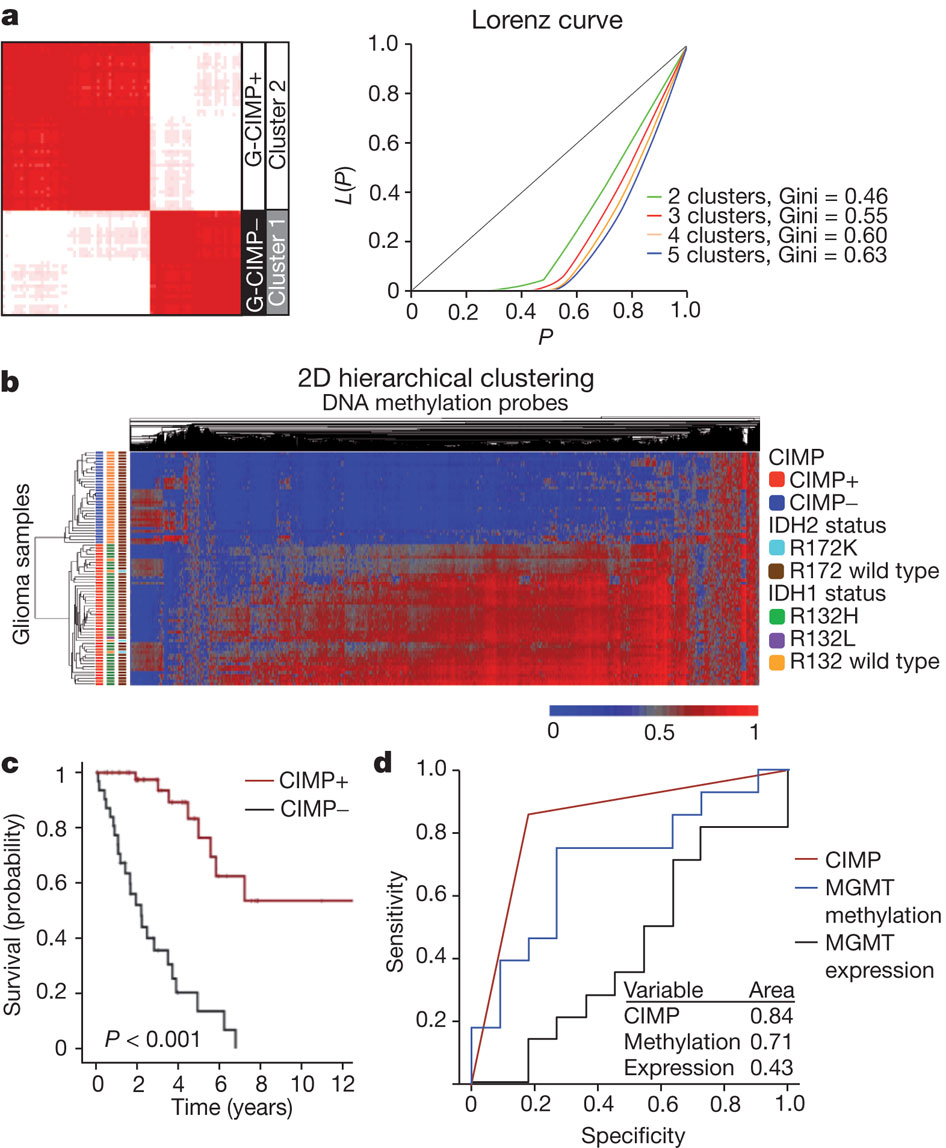 a
G-CIMP+
Cluster 2
G-CIMP–
Cluster 1
Lorenz curve
L(P)
1.0
0.8
0.6
0.4
0.2
0
0 0.2 0.4 0.6 0.8 1.0
P
2 clusters, Gini = 0.46
3 clusters, Gini = 0.55
4 clusters, Gini = 0.60
5 clusters, Gini = 0.63
b
2D hierarchical clustering
DNA methylation probes
Glioma samples
CIMP
CIMP+
CIMP–
IDH2 status
R172K
R172 wild type
IDH1 status
R132H
R132L
R132 wild type
0 0.5 1
c
Survival (probability)
1
0.8
0.6
0.4
0.2
0
CIMP+
CIMP–
P < 0.001
0 2 4 6 8 10 12
Time (years)
d
Sensitivity
1.0
0.8
0.6
0.4
0.2
CIMP
MGMT
methylation
MGMT
expression
Variable Area
CIMP 0.84
Methylation 0.71
Expression 0.43
0 0.2 0.4 0.6 0.8 1.0
Specificity